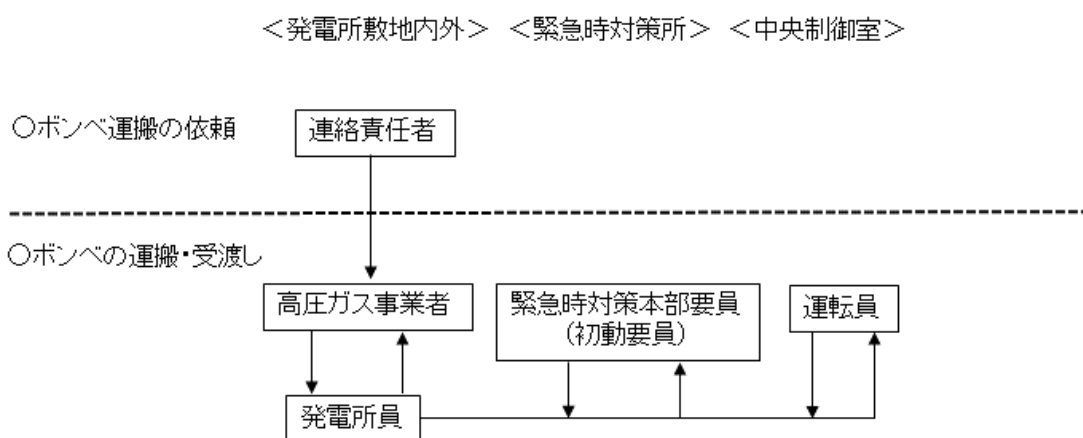 ＜発電所敷地内外＞ ＜緊急時対策所＞ ＜中央制御室＞
○ボンベ運搬の依頼
連絡責任者
○ボンベの運搬・受渡し
高圧ガス事業者
緊急時対策本部要員
（初動要員）
運転員
発電所員